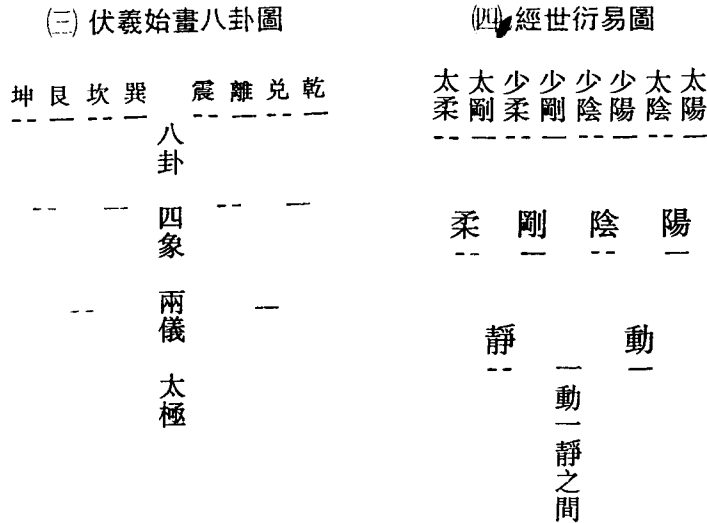 ㈢ 伏羲始畫八卦圖
坤 艮 坎 巽 震 離 兑 乾
八卦 四象 兩儀 太極
㈣ 經世衍易圖
太柔 太剛 少柔 少剛 少陰 少陽 太陰 太陽
柔 剛 陰 陽
靜 動
一動一靜之間